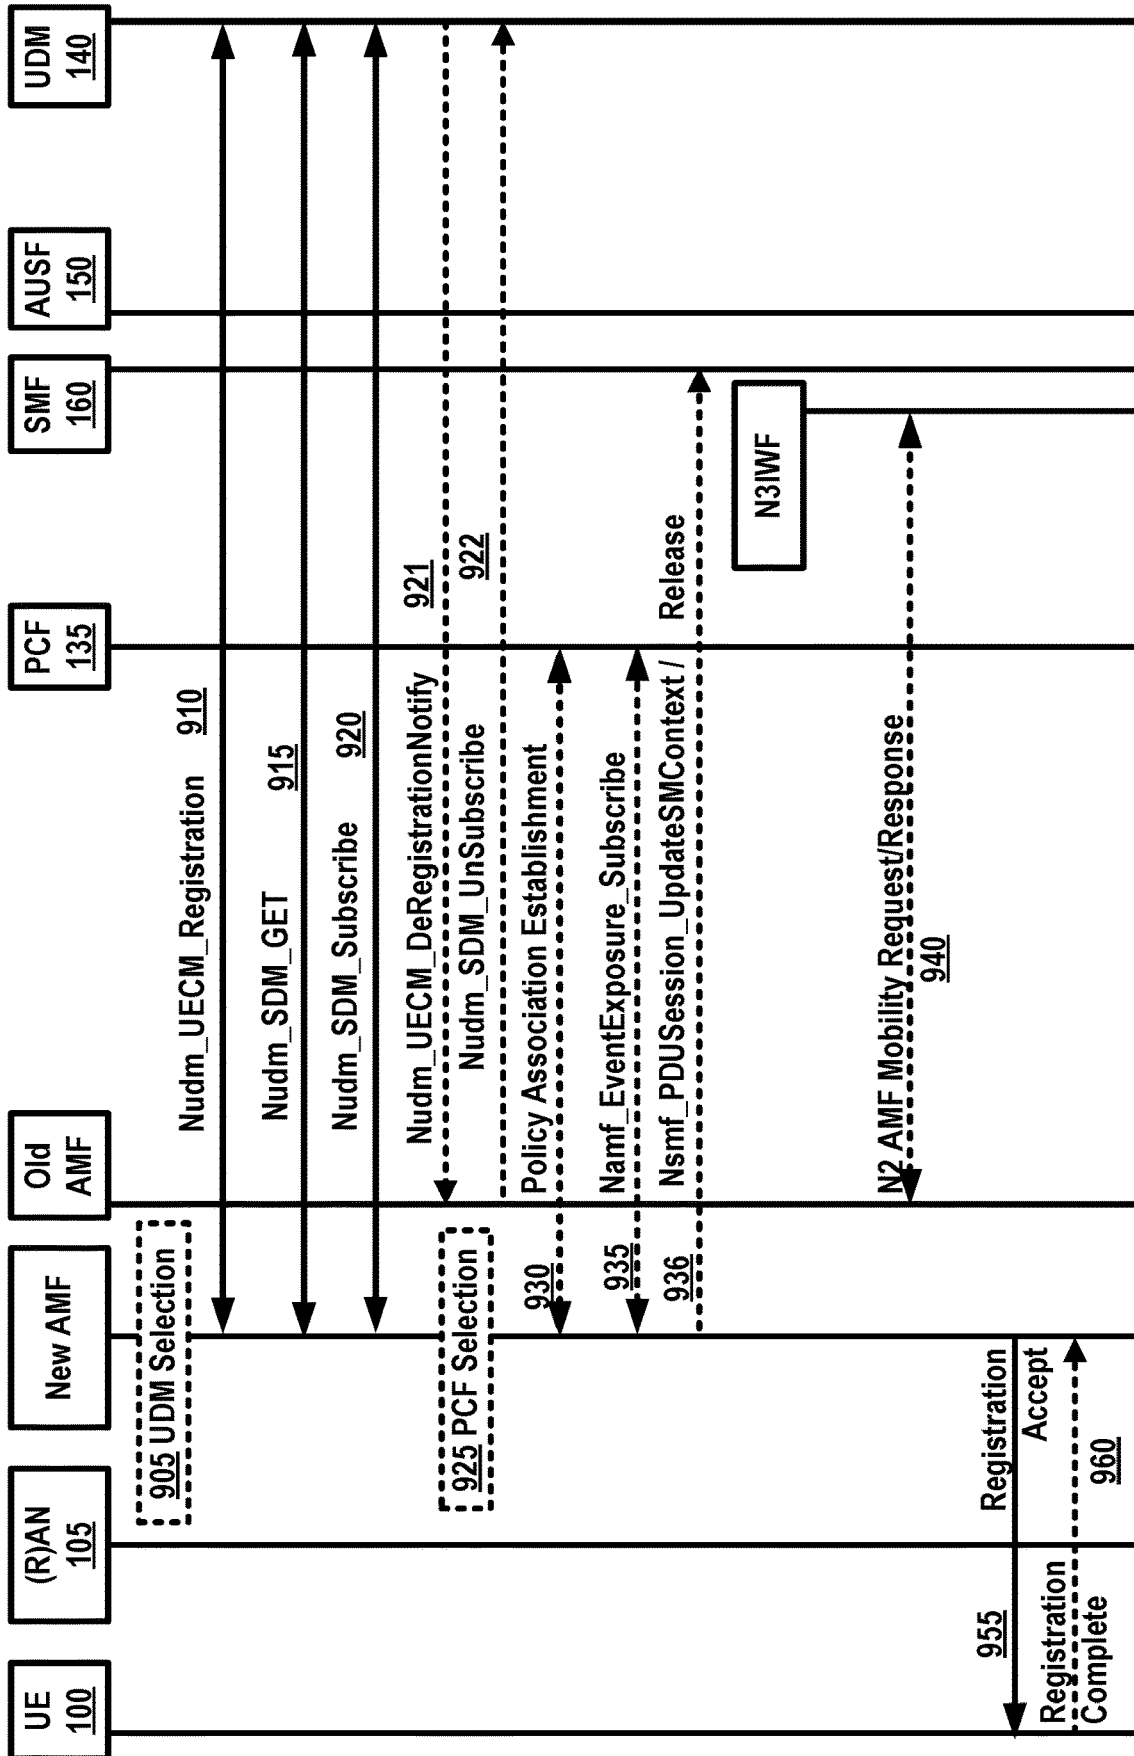 UE
100
(R)AN
105
New AMF
Old
AMF
PCF
135
SMF
160
AUSF
150
UDM
140
905 UDM Selection
Nudm_UECM_Registration 910
Nudm_SDM_GET 915
Nudm_SDM_Subscribe 920
Nudm_UECM_DeRegistrationNotify 921
Nudm_SDM_UnSubscribe 922
925 PCF Selection
Policy Association Establishment
930
Namf_EventExposure_Subscribe
935
Nsmf_PDUSession_UpdateSMContext / Release
936
N3IWF
N2 AMF Mobility Request/Response
940
Registration
Accept
955
Registration
Complete
960